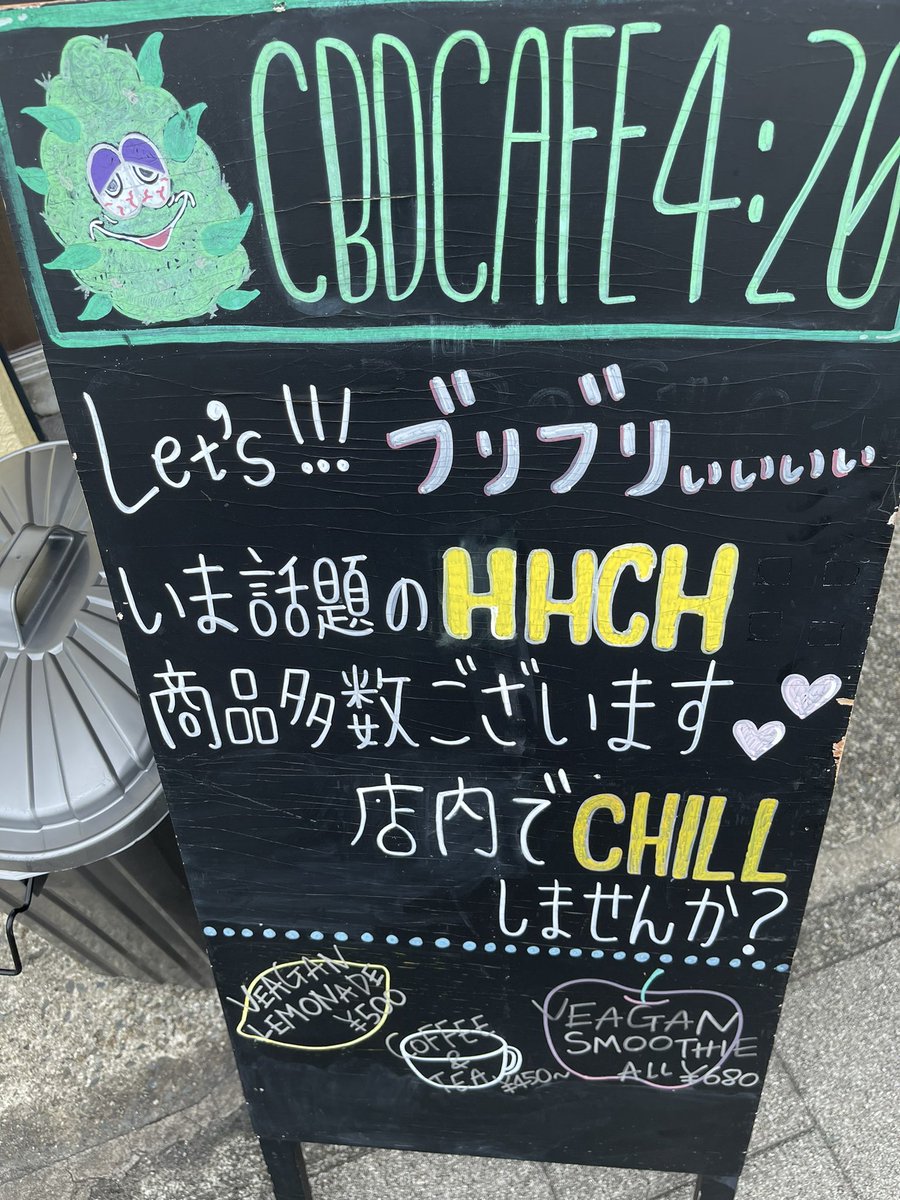 CBDCAFE4:20
Let's!!! ブリブリぃぃぃぃ
いま話題のHHCH
商品多数ございます
店内でCHILL
しませんか?
VEAGAN
LEMONADE
¥500
COFFEE
&
TEA ¥450~
VEAGAN
SMOOTHIE
ALL ¥680